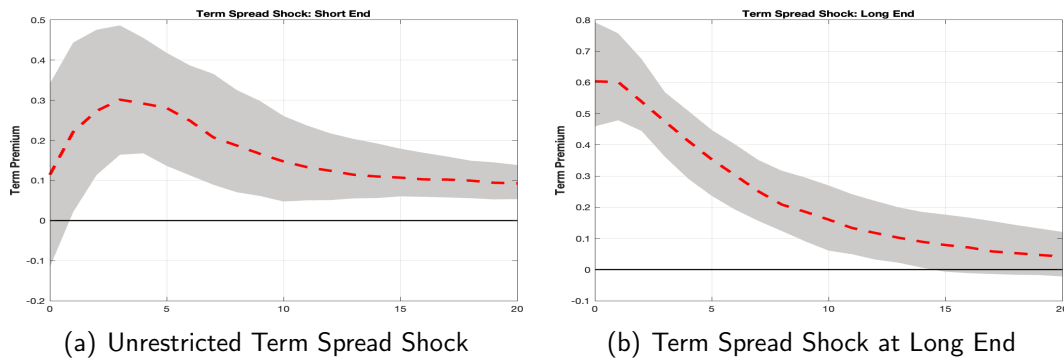 Term Spread Shock: Short End
0.5
0.4
0.3
0.2
0.1
0
-0.1
-0.2
Term Premium
0 5 10 15 20
(a) Unrestricted Term Spread Shock
Term Spread Shock: Long End
0.8
0.7
0.6
0.5
0.4
0.3
0.2
0.1
0
-0.1
Term Premium
0 5 10 15 20
(b) Term Spread Shock at Long End